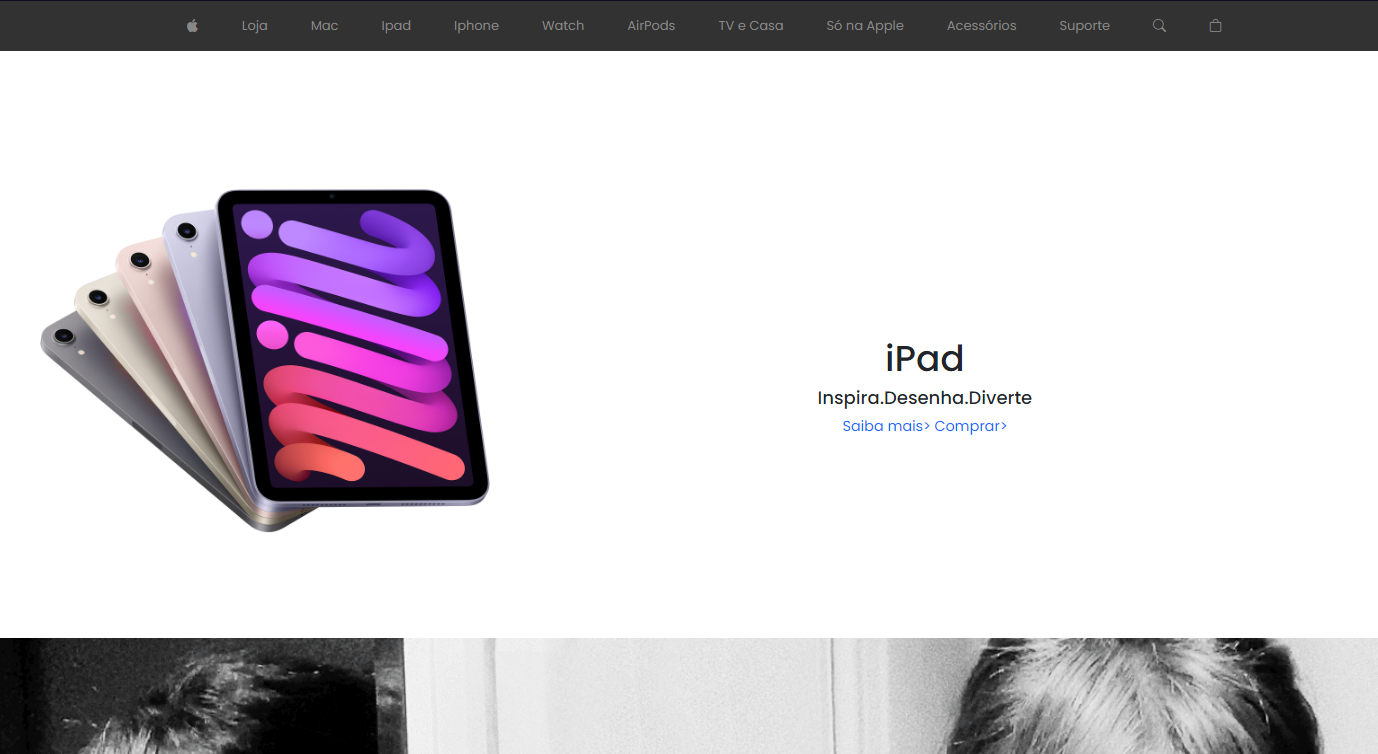 Loja Mac Ipad Iphone Watch AirPods TV e Casa Só na Apple Acessórios Suporte
iPad
Inspira.Desenha.Diverte
Saiba mais> Comprar>